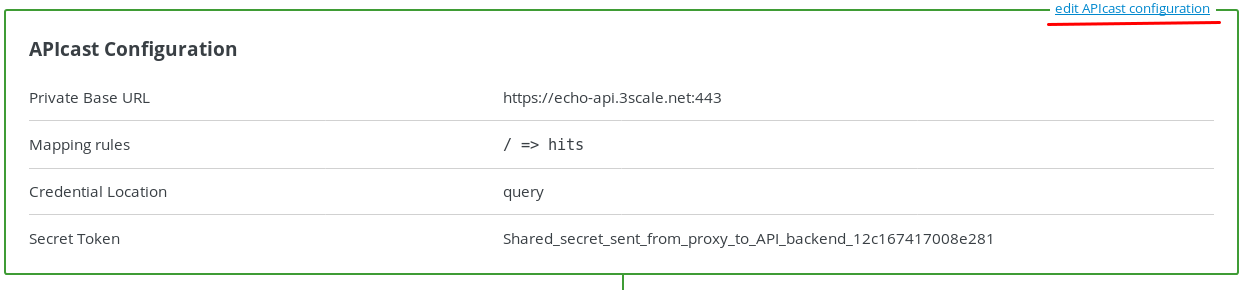 edit APIcast configuration
APIcast Configuration
Private Base URL https://echo-api.3scale.net:443
Mapping rules / => hits
Credential Location query
Secret Token Shared_secret_sent_from_proxy_to_API_backend_12c167417008e281